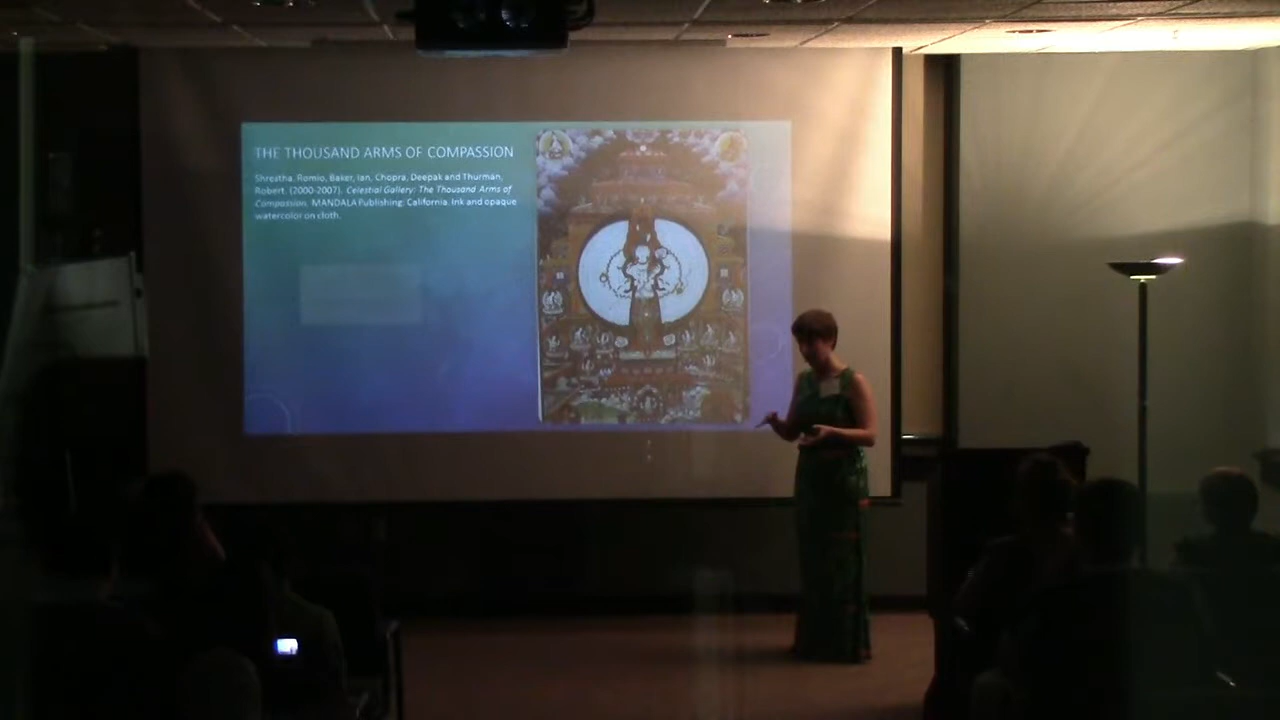 THE THOUSAND ARMS OF COMPASSION
Shrestha, Romio, Baker, Ian, Chopra, Deepak and Thurman,
Robert. (2000-2007). Celestial Gallery: The Thousand Arms of
Compassion. MANDALA Publishing: California. Ink and opaque
watercolor on cloth.